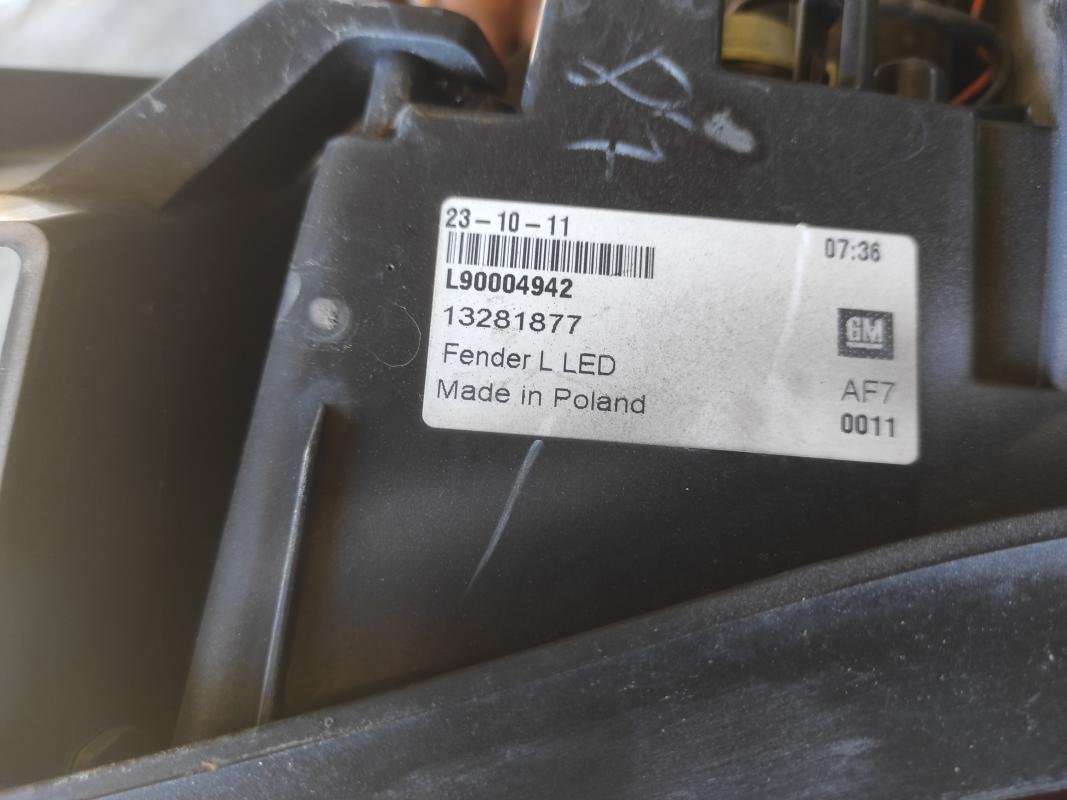 23-10-11
07:36
L90004942
13281877
GM
Fender L LED
AF7
Made in Poland
0011